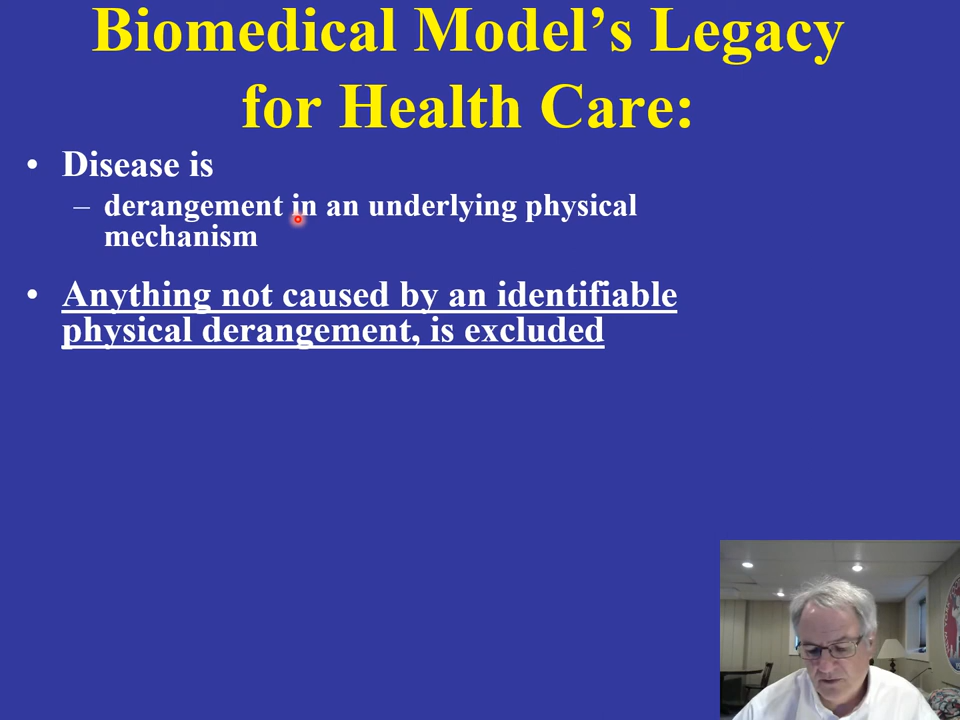 Biomedical Model’s Legacy
for Health Care:
• Disease is
– derangement in an underlying physical
mechanism
• Anything not caused by an identifiable
physical derangement, is excluded